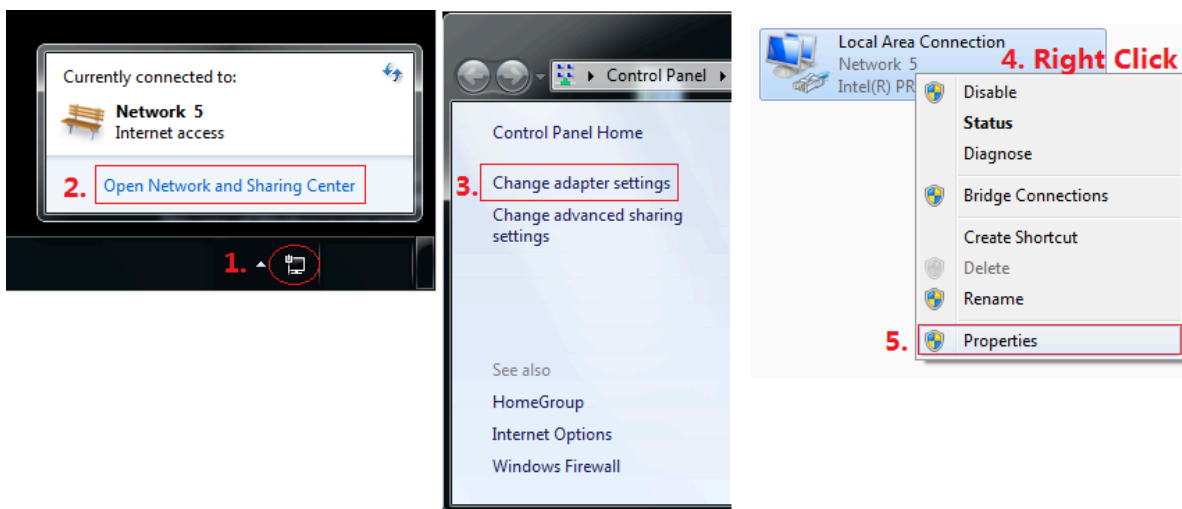 Currently connected to:
Network 5
Internet access
2. Open Network and Sharing Center
1.
Control Panel
Control Panel Home
3. Change adapter settings
Change advanced sharing
settings
See also
HomeGroup
Internet Options
Windows Firewall
Local Area Connection
Network 5
4. Right Click
Intel(R) PR
Disable
Status
Diagnose
Bridge Connections
Create Shortcut
Delete
Rename
5. Properties